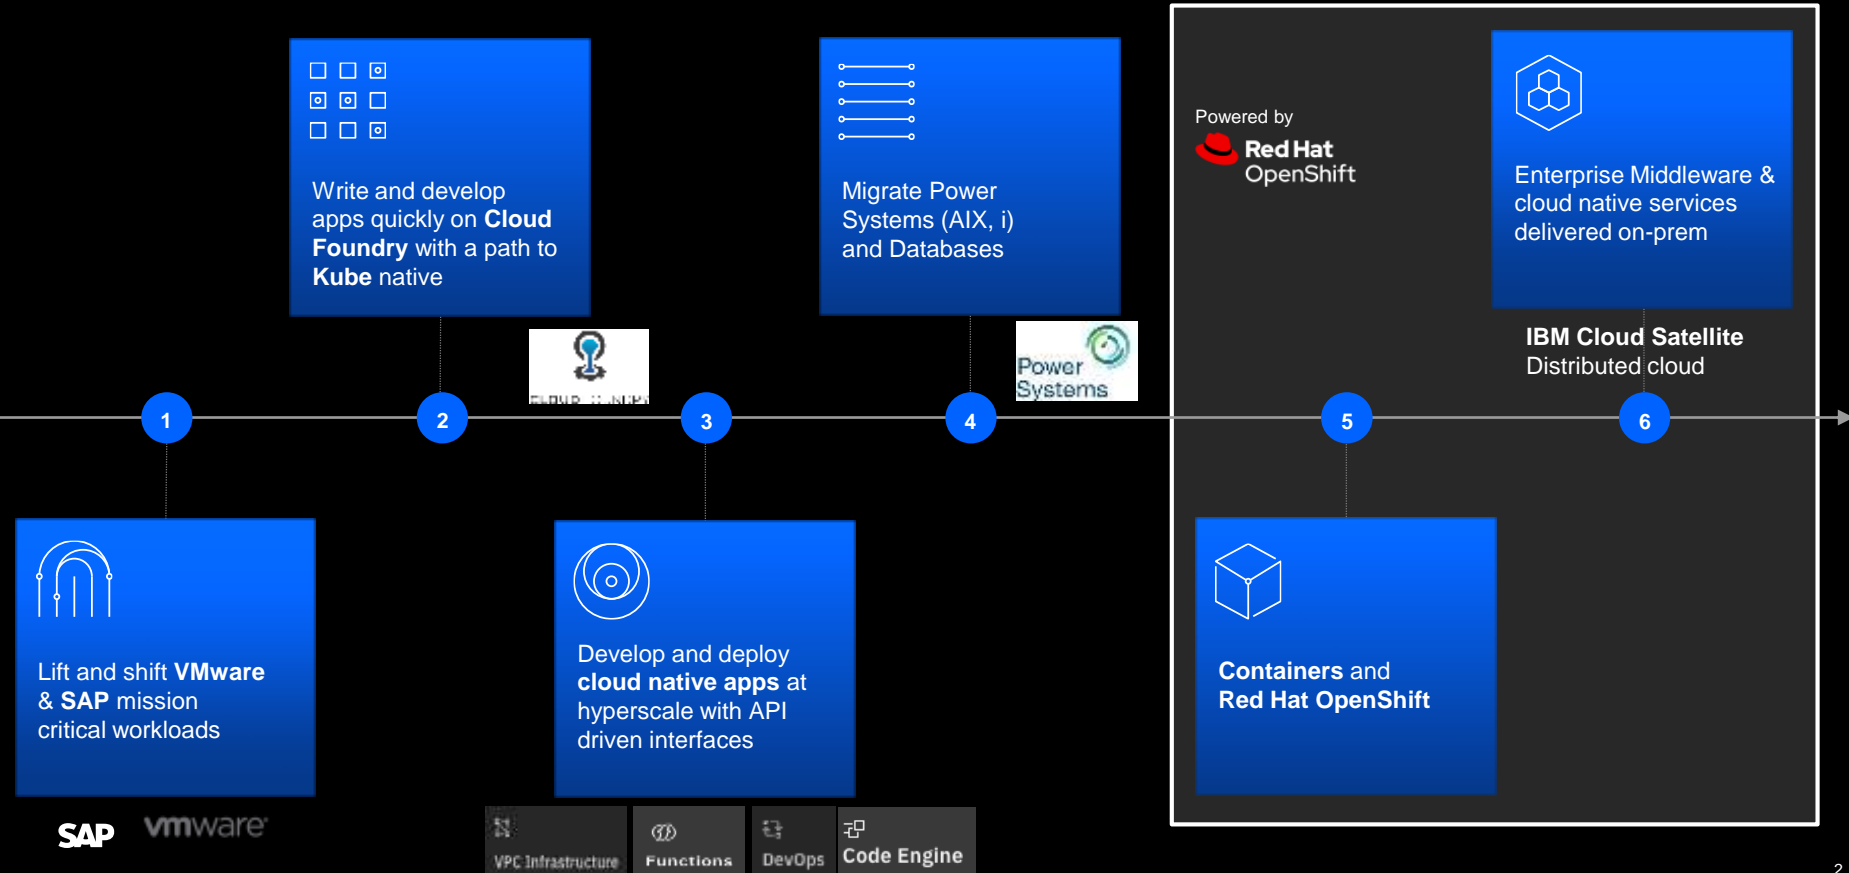 Write and develop
apps quickly on Cloud
Foundry with a path to
Kube native
Migrate Power
Systems (AIX, i)
and Databases
Powered by
Red Hat
OpenShift
Enterprise Middleware &
cloud native services
delivered on-prem
Power
Systems
IBM Cloud Satellite
Distributed cloud
1
2
3
4
5
6
Lift and shift VMware
& SAP mission
critical workloads
Develop and deploy
cloud native apps at
hyperscale with API
driven interfaces
Containers and
Red Hat OpenShift
SAP
vmware
VPC Infrastructure
Functions
DevOps
Code Engine
2